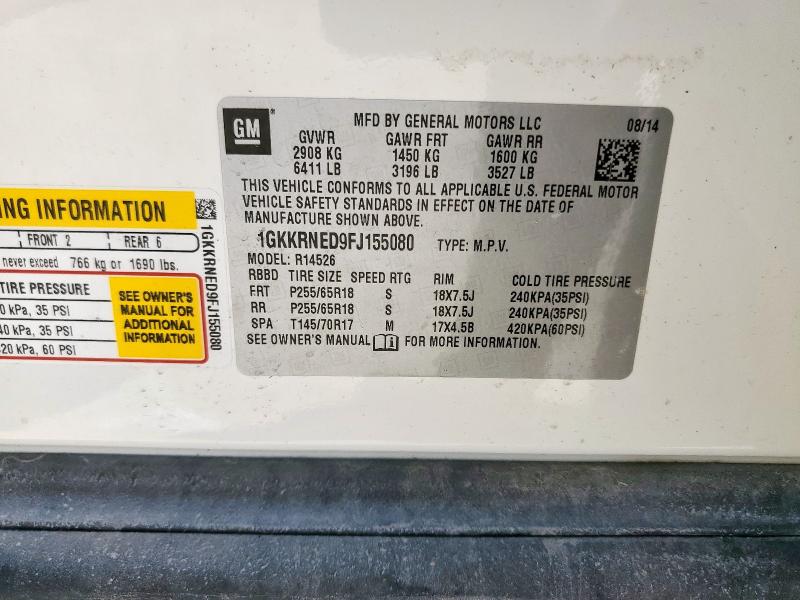 GM
MFD BY GENERAL MOTORS LLC 08/14
GVWR GAWR FRT GAWR RR
2908 KG 1450 KG 1600 KG
6411 LB 3196 LB 3527 LB
THIS VEHICLE CONFORMS TO ALL APPLICABLE U.S. FEDERAL MOTOR
VEHICLE SAFETY STANDARDS IN EFFECT ON THE DATE OF
MANUFACTURE SHOWN ABOVE.
1GKKRNED9FJ155080 TYPE: M.P.V.
MODEL: R14526
RBBD TIRE SIZE SPEED RTG RIM COLD TIRE PRESSURE
FRT P255/65R18 S 18X7.5J 240KPA(35PSI)
RR P255/65R18 S 18X7.5J 240KPA(35PSI)
SPA T145/70R17 M 17X4.5B 420KPA(60PSI)
SEE OWNER'S MANUAL FOR MORE INFORMATION.
NG INFORMATION
FRONT 2 REAR 6
never exceed 766 kg or 1690 lbs.
TIRE PRESSURE
0 kPa, 35 PSI
40 kPa, 35 PSI
20 kPa, 60 PSI
SEE OWNER'S
MANUAL FOR
ADDITIONAL
INFORMATION
1GKKRNED9FJ155080